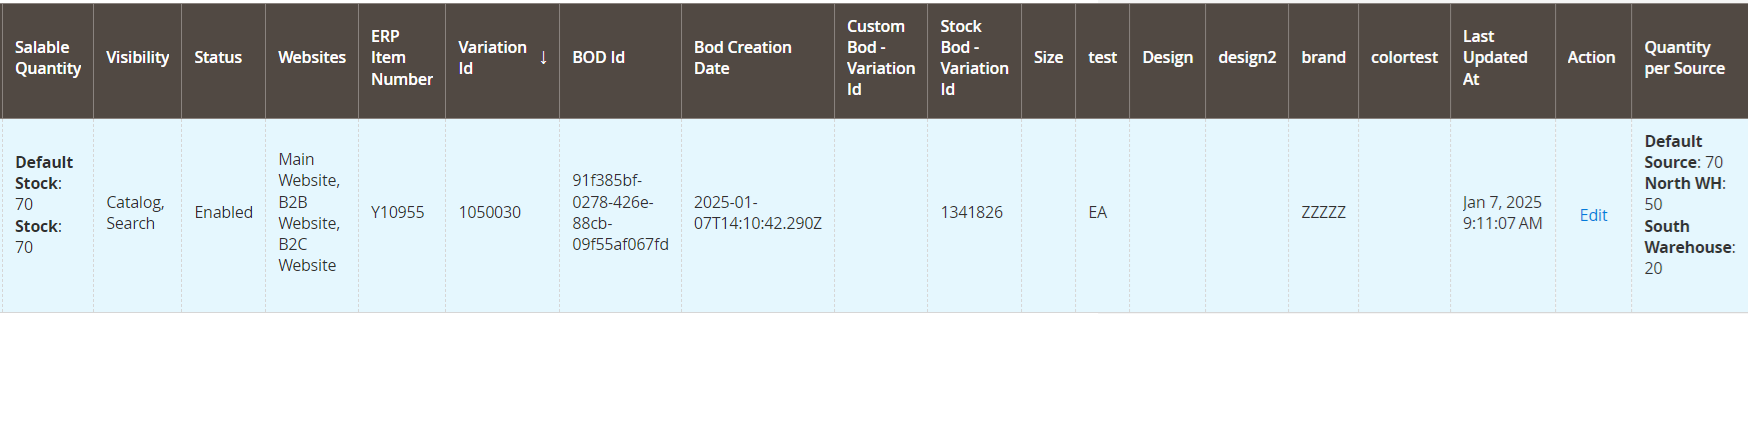 Salable Quantity
Visibility
Status
Websites
ERP Item Number
Variation Id ↓
BOD Id
Bod Creation Date
Custom Bod - Variation Id
Stock Bod - Variation Id
Size
test
Design
design2
brand
colortest
Last Updated At
Action
Quantity per Source
Default
Stock:
70
Stock:
70
Catalog,
Search
Enabled
Main
Website,
B2B
Website,
B2C
Website
Y10955
1050030
91f385bf-
0278-426e-
88cb-
09f55af067fd
2025-01-
07T14:10:42.290Z
1341826
EA
ZZZZZ
Jan 7, 2025
9:11:07 AM
Edit
Default
Source: 70
North WH:
50
South
Warehouse:
20